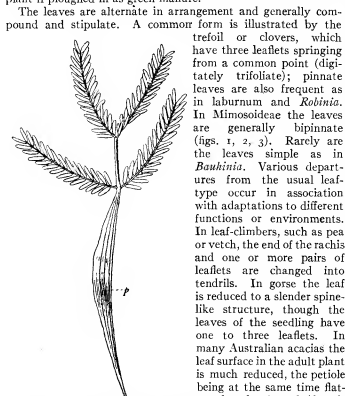 The leaves are alternate in arrangement and generally com-
pound and stipulate. A common form is illustrated by the
trefoil or clovers, which
have three leaflets springing
from a common point (digi-
tately trifoliate); pinnate
leaves are also frequent as
in laburnum and Robinia.
In Mimosoideae the leaves
are generally bipinnate
(figs. 1, 2, 3). Rarely are
the leaves simple as in
Bauhinia. Various depart-
ures from the usual leaf-
type occur in association
with adaptations to different
functions or environments.
In leaf-climbers, such as pea
or vetch, the end of the rachis
and one or more pairs of
leaflets are changed into
tendrils. In gorse the leaf
is reduced to a slender spine-
like structure, though the
leaves of the seedling have
one to three leaflets. In
many Australian acacias the
leaf surface in the adult plant
is much reduced, the petiole
being at the same time flat-
p